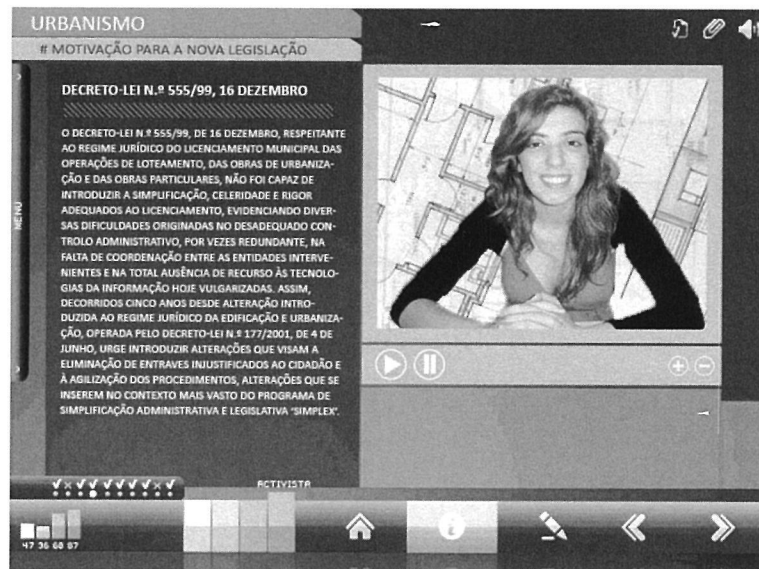 URBANISMO
# MOTIVAÇÃO PARA A NOVA LEGISLAÇÃO
DECRETO-LEI N.º 555/99, 16 DEZEMBRO
O DECRETO-LEI N.º 555/99, DE 16 DEZEMBRO, RESPEITANTE
AO REGIME JURÍDICO DO LICENCIAMENTO MUNICIPAL DAS
OPERAÇÕES DE LOTEAMENTO, DAS OBRAS DE URBANIZA-
ÇÃO E DAS OBRAS PARTICULARES, NÃO FOI CAPAZ DE
INTRODUZIR A SIMPLIFICAÇÃO, CELERIDADE E RIGOR
ADEQUADOS AO LICENCIAMENTO, EVIDENCIANDO DIVER-
SAS DIFICULDADES ORIGINADAS NO DESADEQUADO CON-
TROLO ADMINISTRATIVO, POR VEZES REDUNDANTE, NA
FALTA DE COORDENAÇÃO ENTRE AS ENTIDADES INTERVE-
NIENTES E NA TOTAL AUSÊNCIA DE RECURSO ÀS TECNOLO-
GIAS DA INFORMAÇÃO HOJE VULGARIZADAS. ASSIM,
DECORRIDOS CINCO ANOS DESDE ALTERAÇÃO INTRO-
DUZIDA AO REGIME JURÍDICO DA EDIFICAÇÃO E URBANIZA-
ÇÃO, OPERADA PELO DECRETO-LEI N.º 177/2001, DE 4 DE
JUNHO, URGE INTRODUZIR ALTERAÇÕES QUE VISAM A
ELIMINAÇÃO DE ENTRAVES INJUSTIFICADOS AO CIDADÃO E
À AGILIZAÇÃO DOS PROCEDIMENTOS, ALTERAÇÕES QUE SE
INSEREM NO CONTEXTO MAIS VASTO DO PROGRAMA DE
SIMPLIFICAÇÃO ADMINISTRATIVA E LEGISLATIVA 'SIMPLEX'.
MENU
ACTIVISTA
47 36 60 87